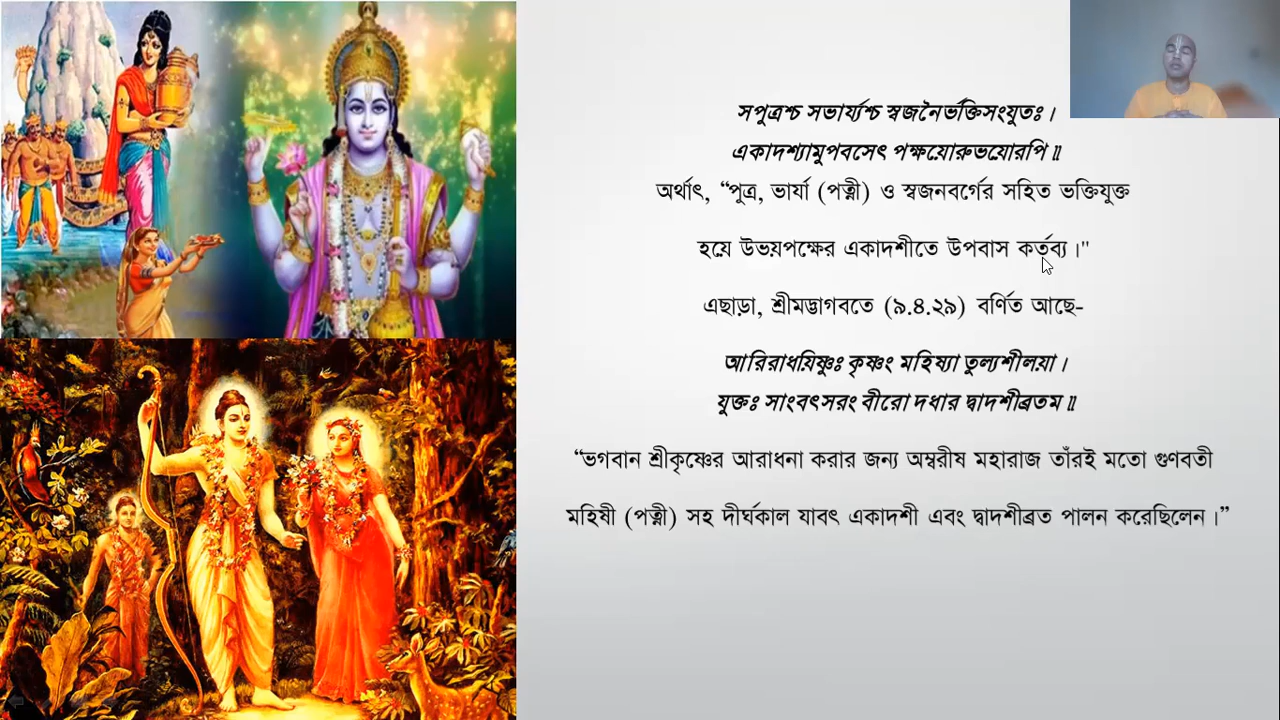 সপুত্রশ্চ সভার্য্যশ্চ স্বজনৈর্ভক্তিসংযুতঃ।
একাদশ্যামুপবসেৎ পক্ষয়োরুভয়োরপি॥
অর্থাৎ, “পুত্র, ভার্যা (পত্নী) ও স্বজনবর্গের সহিত ভক্তিযুক্ত
হয়ে উভয়পক্ষের একাদশীতে উপবাস কর্তব্য।"
এছাড়া, শ্রীমদ্ভাগবতে (৯.৪.২৯) বর্ণিত আছে-
আরিরাধয়িষ্ণুঃ কৃষ্ণং মহিষ্যা তুল্যশীলয়া।
যুক্তঃ সাংবৎসরং বীরো দধার দ্বাদশীব্রতম॥
“ভগবান শ্রীকৃষ্ণের আরাধনা করার জন্য অম্বরীষ মহারাজ তাঁরই মতো গুণবতী
মহিষী (পত্নী) সহ দীর্ঘকাল যাবৎ একাদশী এবং দ্বাদশীব্রত পালন করেছিলেন।”